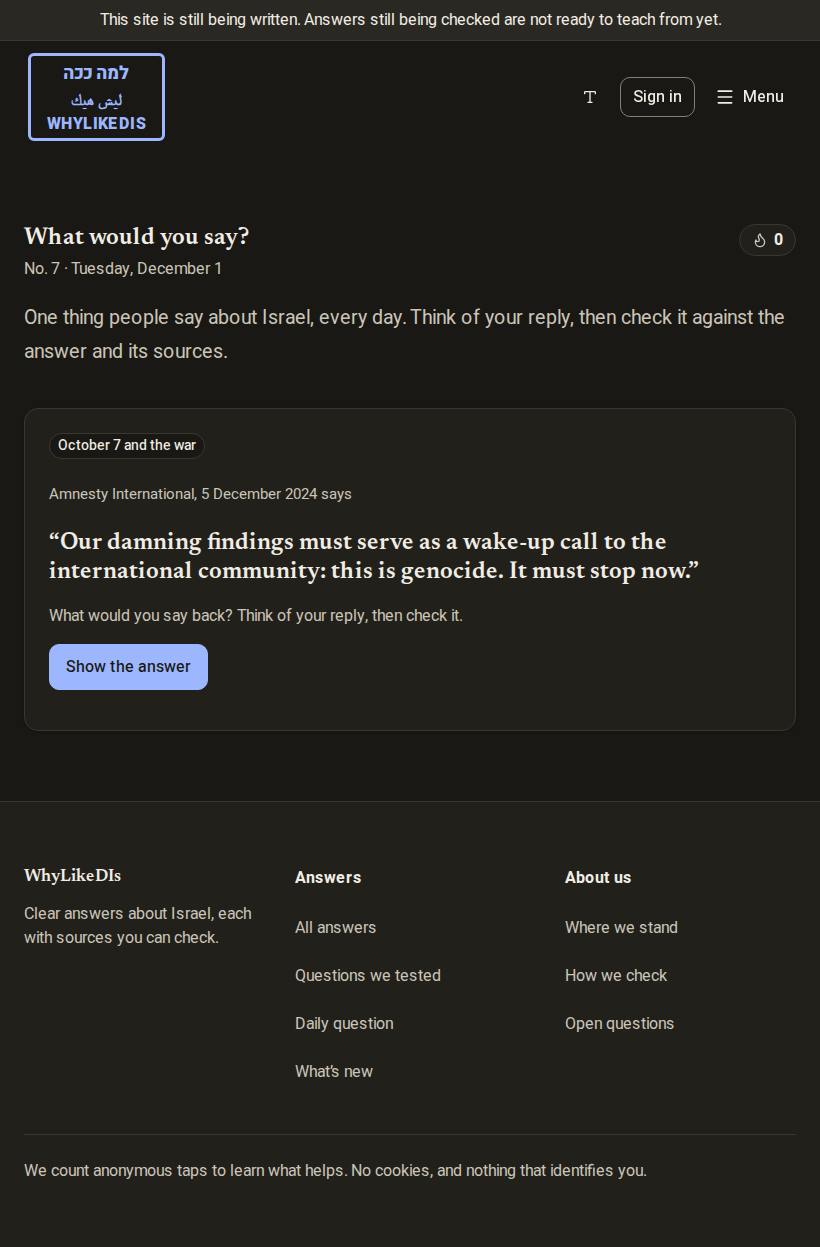 This site is still being written. Answers still being checked are not ready to teach from yet.
למה ככה
ليش هيك
WHYLIKEDIS
T
Sign in
Menu
What would you say?
0
No. 7 · Tuesday, December 1
One thing people say about Israel, every day. Think of your reply, then check it against the
answer and its sources.
October 7 and the war
Amnesty International, 5 December 2024 says
“Our damning findings must serve as a wake-up call to the
international community: this is genocide. It must stop now.”
What would you say back? Think of your reply, then check it.
Show the answer
WhyLikeDIs
Clear answers about Israel, each
with sources you can check.
Answers
All answers
Questions we tested
Daily question
What’s new
About us
Where we stand
How we check
Open questions
We count anonymous taps to learn what helps. No cookies, and nothing that identifies you.